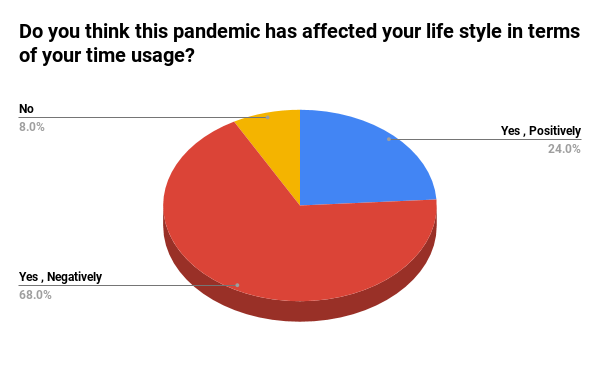 Do you think this pandemic has affected your life style in terms
of your time usage?
No
8.0%
Yes , Positively
24.0%
Yes , Negatively
68.0%